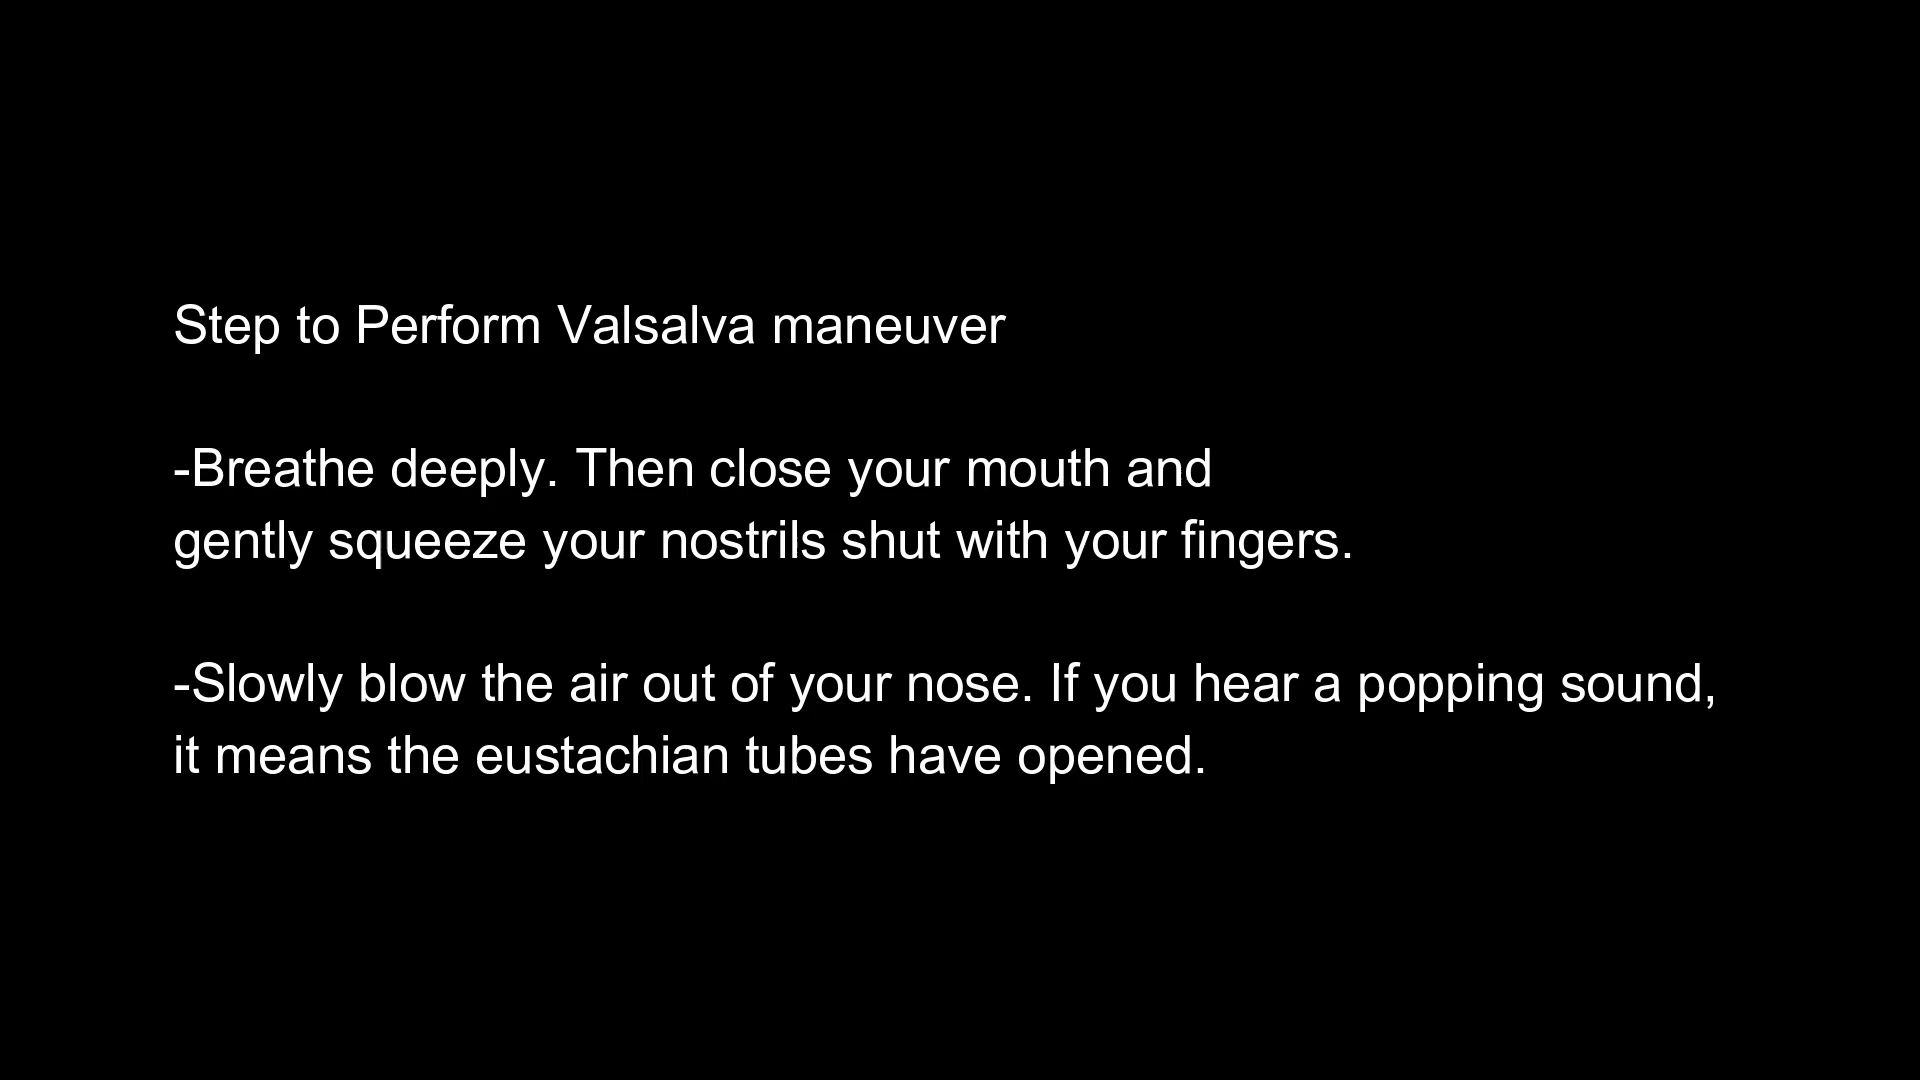 Step to Perform Valsalva maneuver
-Breathe deeply. Then close your mouth and
gently squeeze your nostrils shut with your fingers.
-Slowly blow the air out of your nose. If you hear a popping sound,
it means the eustachian tubes have opened.